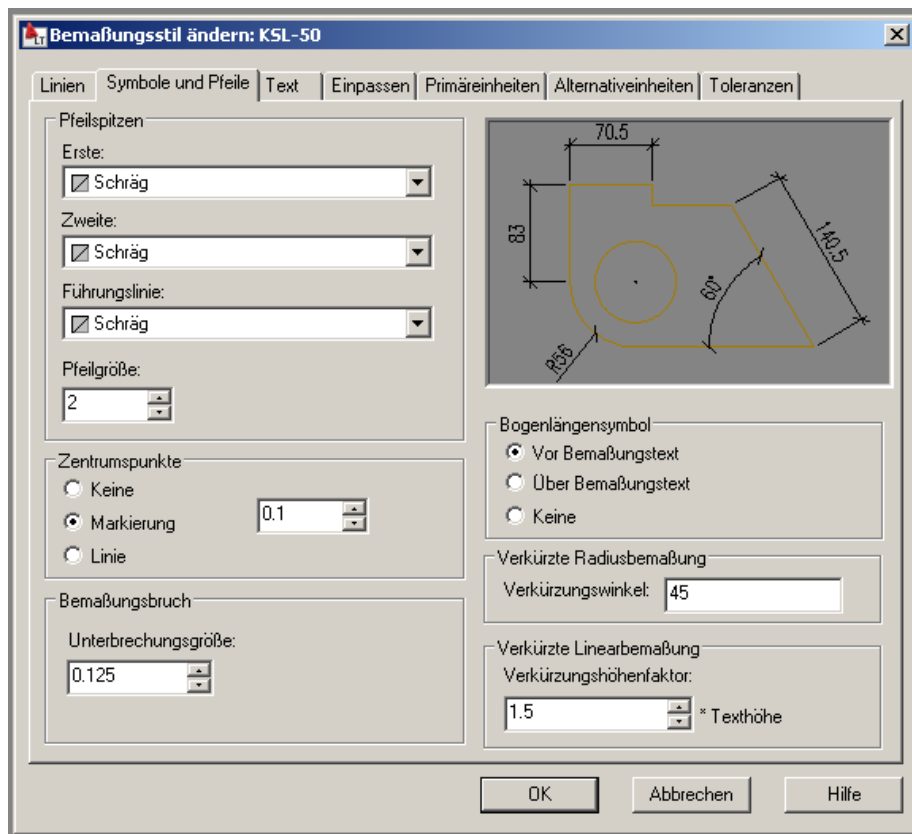 LT Bemaßungsstil ändern: KSL-50
Linien Symbole und Pfeile Text Einpassen Primäreinheiten Alternativeinheiten Toleranzen
Pfeilspitzen
Erste:
Schräg
Zweite:
Schräg
Führungslinie:
Schräg
Pfeilgröße:
2
Zentrumspunkte
Keine
Markierung
0.1
Linie
Bemaßungsbruch
Unterbrechungsgröße:
0.125
70.5
83
140.5
60°
R56
Bogenlängensymbol
Vor Bemaßungstext
Über Bemaßungstext
Keine
Verkürzte Radiusbemaßung
Verkürzungswinkel: 45
Verkürzte Linearbemaßung
Verkürzungshöhenfaktor:
1.5 * Texthöhe
OK Abbrechen Hilfe